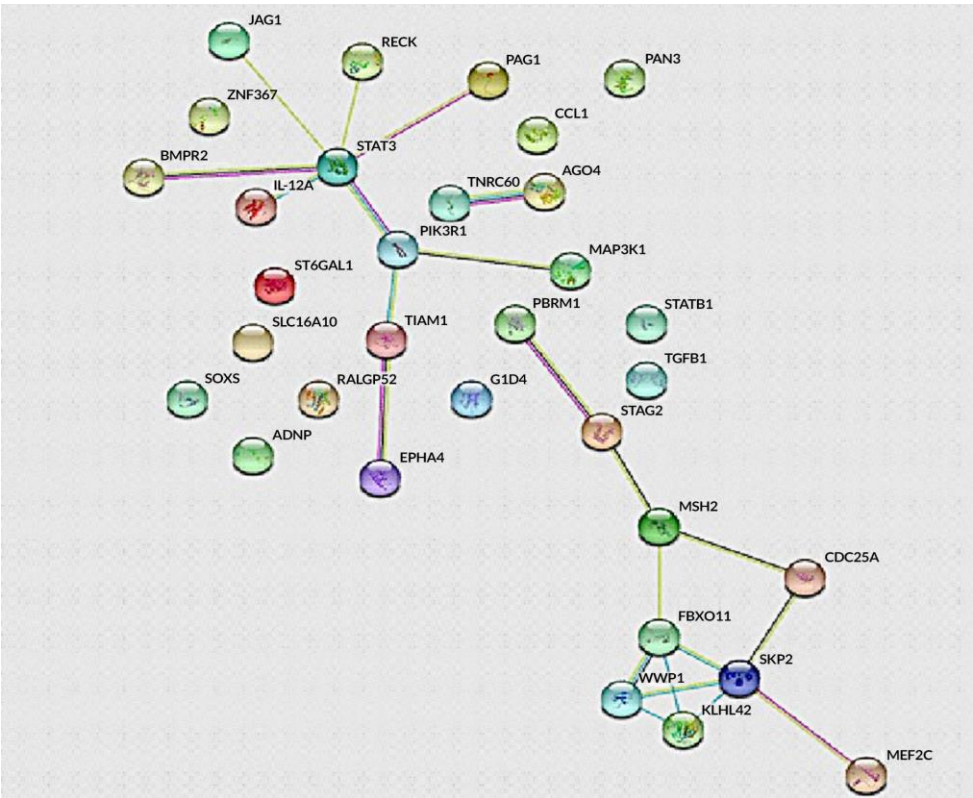 JAG1
RECK
PAG1
PAN3
ZNF367
CCL1
STAT3
BMPR2
IL-12A
TNRC60
AGO4
PIK3R1
MAP3K1
ST6GAL1
PBRM1
STATB1
SLC16A10
TIAM1
TGFB1
SOXS
RALGP52
G1D4
STAG2
ADNP
EPHA4
MSH2
CDC25A
FBXO11
SKP2
WWP1
KLHL42
MEF2C